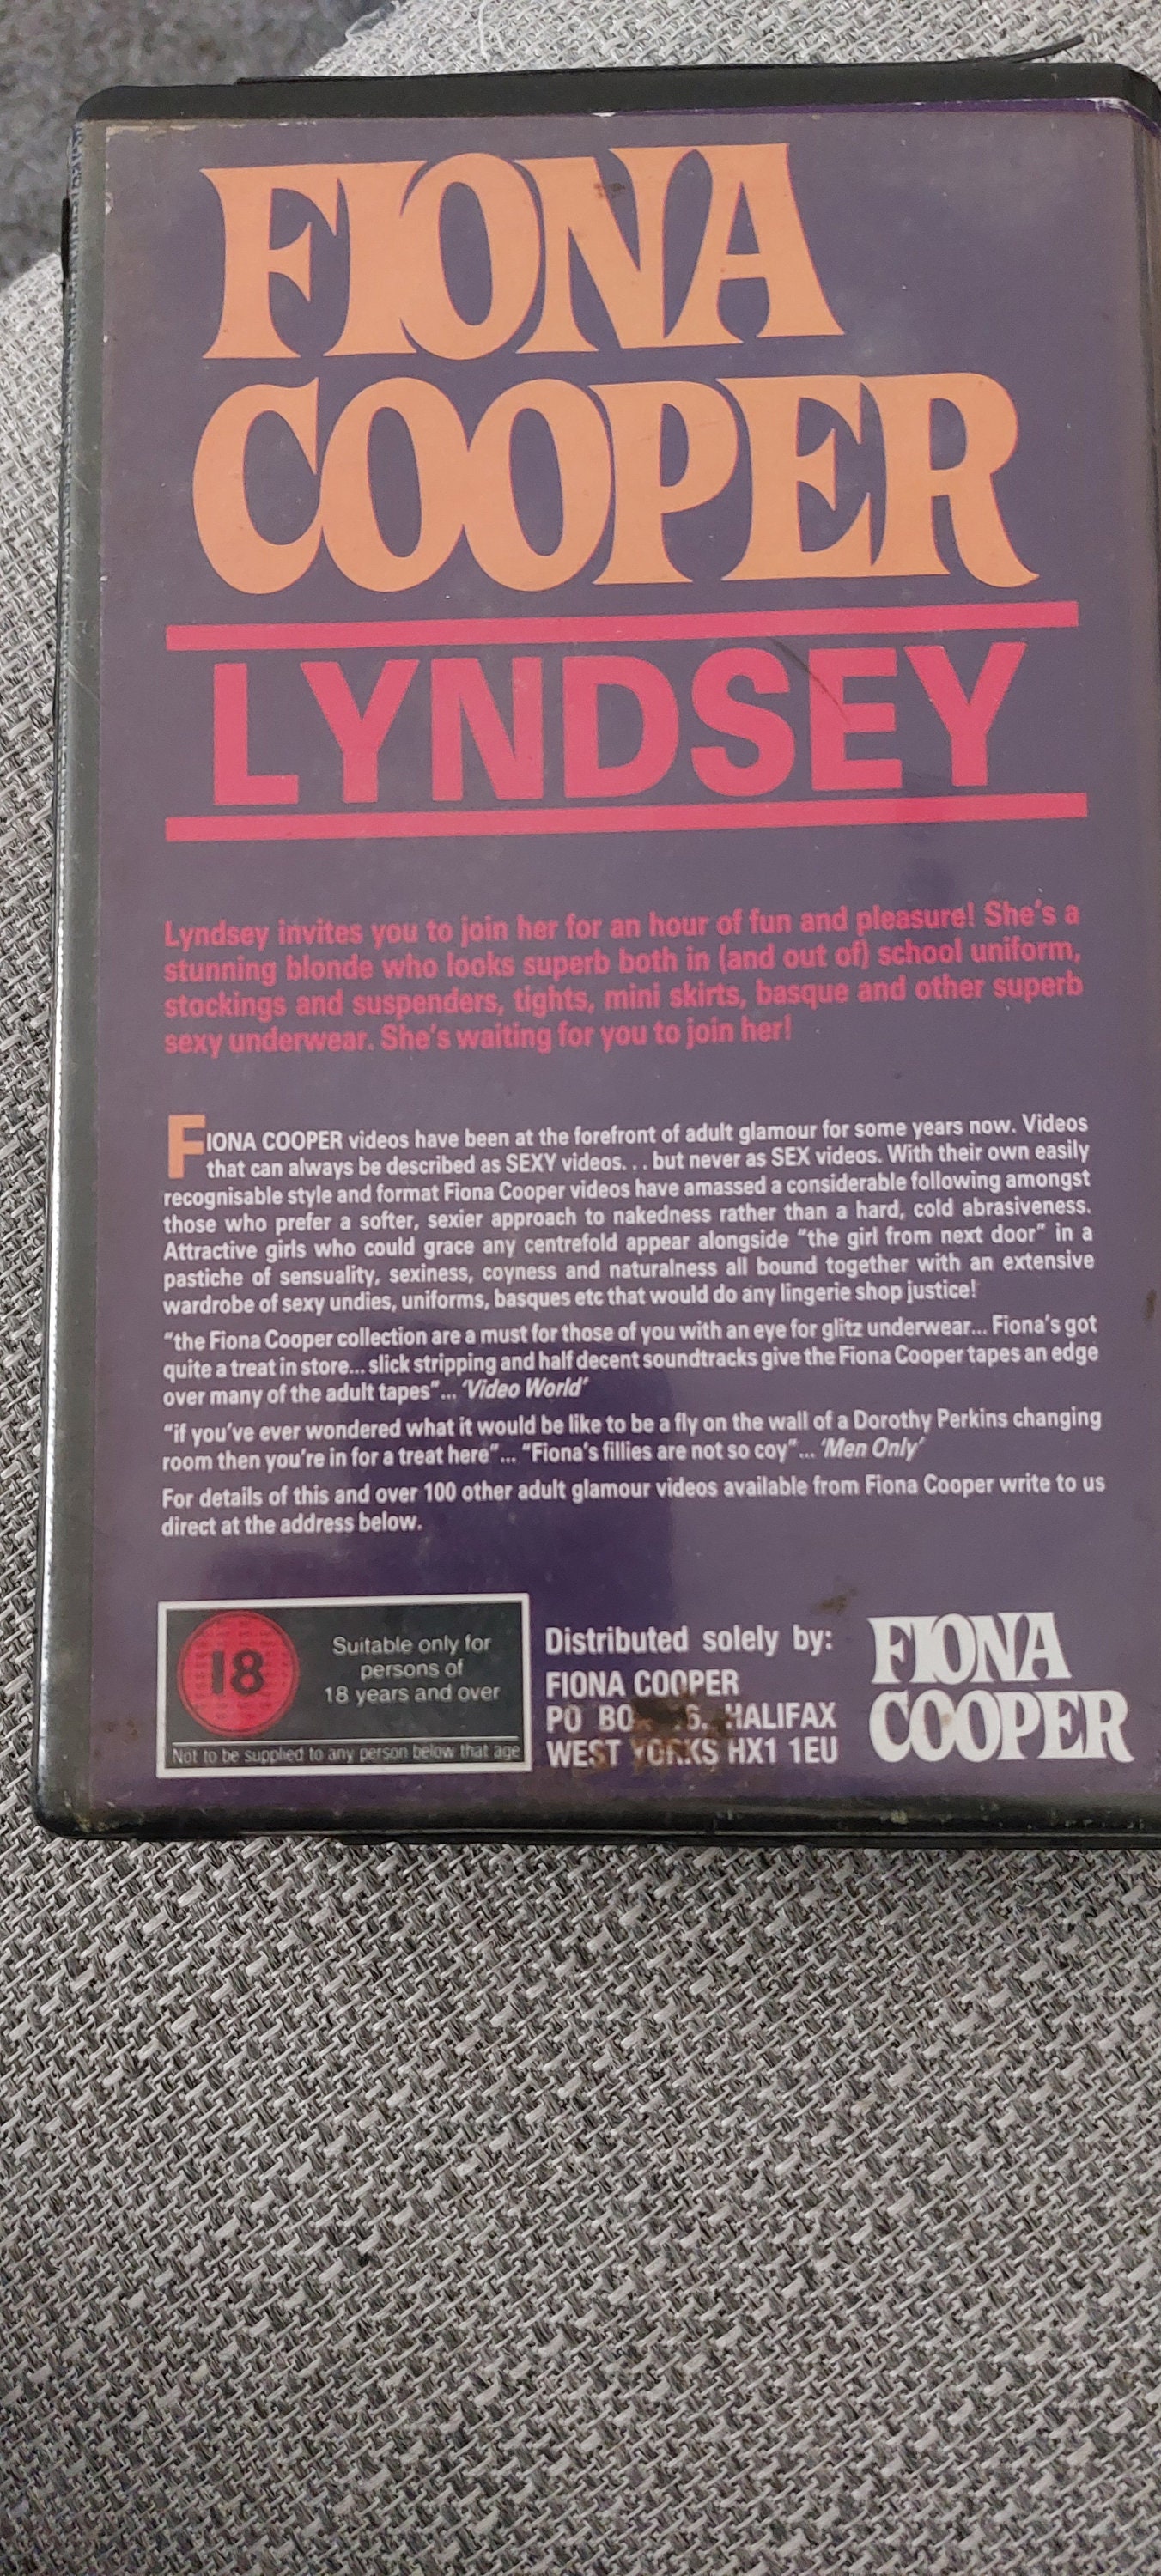 FIONA
COOPER
LYNDSEY
Lyndsey invites you to join her for an hour of fun and pleasure! She's a
stunning blonde who looks superb both in (and out of) school uniform,
stockings and suspenders, tights, mini skirts, basque and other superb
sexy underwear. She's waiting for you to join her!
FIONA COOPER videos have been at the forefront of adult glamour for some years now. Videos
that can always be described as SEXY videos... but never as SEX videos. With their own easily
recognisable style and format Fiona Cooper videos have amassed a considerable following amongst
those who prefer a softer, sexier approach to nakedness rather than a hard, cold abrasiveness.
Attractive girls who could grace any centrefold appear alongside "the girl from next door" in a
pastiche of sensuality, sexiness, coyness and naturalness all bound together with an extensive
wardrobe of sexy undies, uniforms, basques etc that would do any lingerie shop justice!
"the Fiona Cooper collection are a must for those of you with an eye for glitz underwear... Fiona's got
quite a treat in store... slick stripping and half decent soundtracks give the Fiona Cooper tapes an edge
over many of the adult tapes"... 'Video World'
"if you've ever wondered what it would be like to be a fly on the wall of a Dorothy Perkins changing
room then you're in for a treat here"... "Fiona's fillies are not so coy"... 'Men Only'
For details of this and over 100 other adult glamour videos available from Fiona Cooper write to us
direct at the address below.
18
Suitable only for
persons of
18 years and over
Not to be supplied to any person below that age
Distributed solely by:
FIONA COOPER
PO HALIFAX
WEST YORKS HX1 1EU
FIONA
COOPER